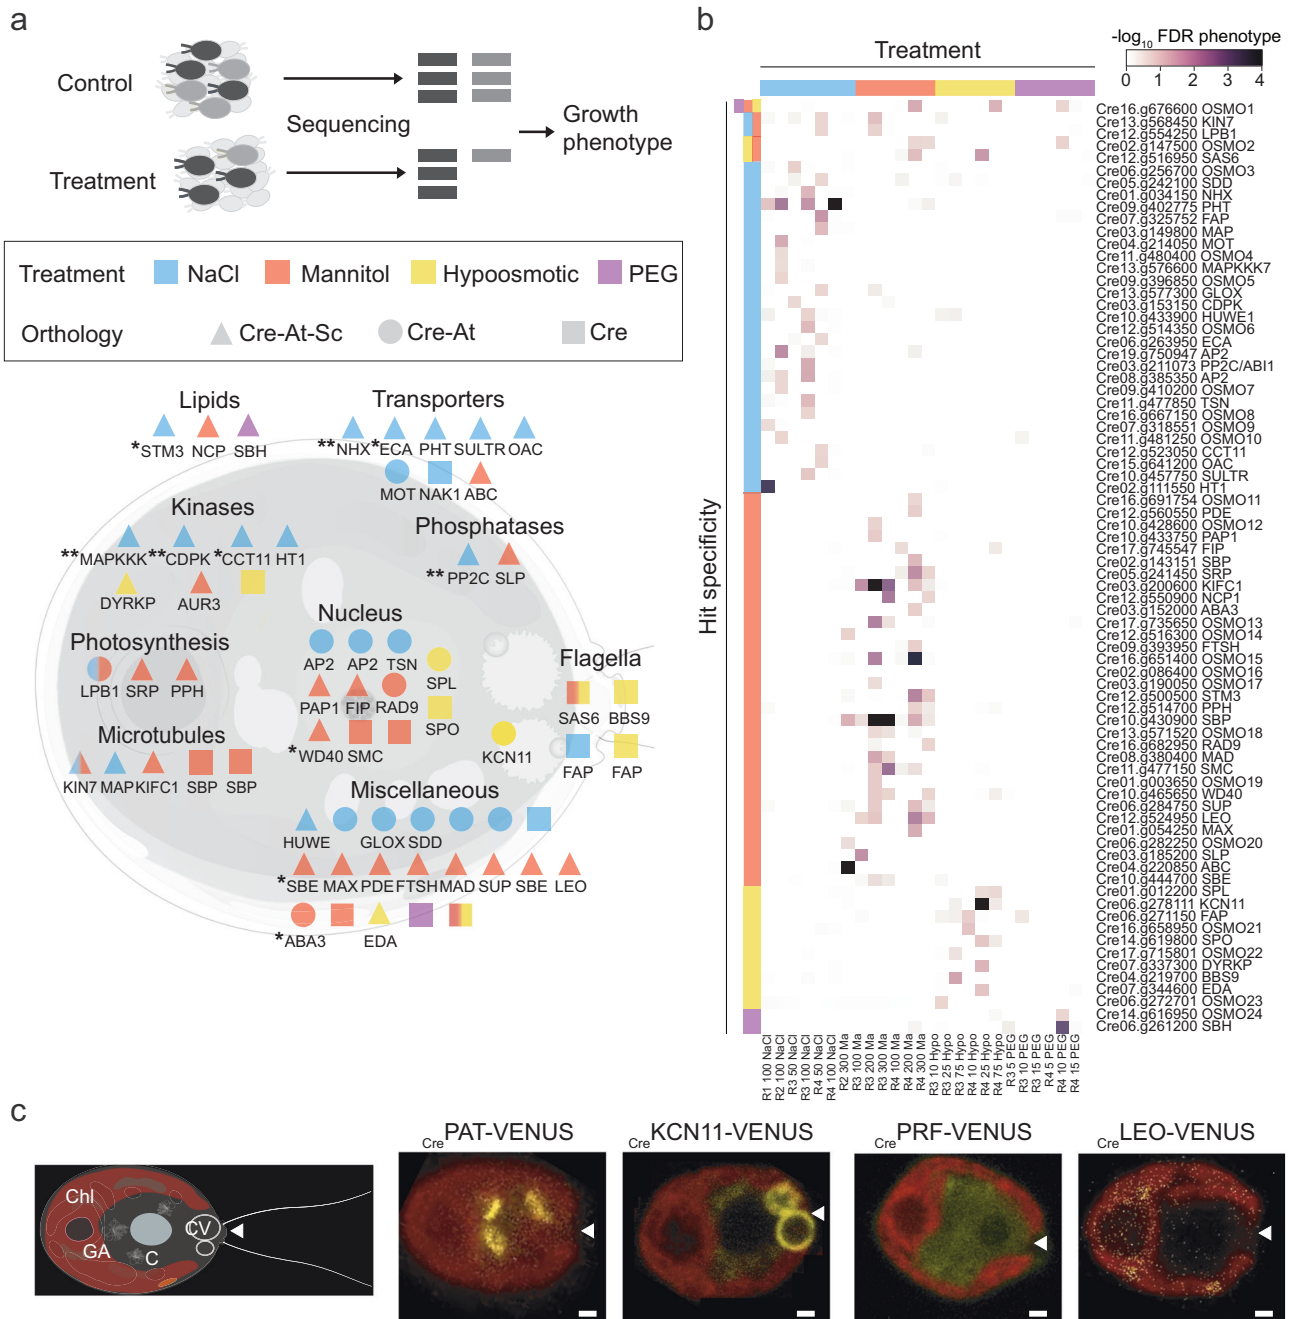 a
Control
Treatment
Sequencing
Growth
phenotype
Treatment NaCl Mannitol Hypoosmotic PEG
Orthology Cre-At-Sc Cre-At Cre
Lipids
*STM3 NCP SBH
Transporters
**NHX *ECA PHT SULTR OAC
MOT NAK1 ABC
Kinases
**MAPKKK **CDPK *CCT11 HT1
DYRKP AUR3
Phosphatases
**PP2C SLP
Nucleus
AP2 AP2 TSN
SPL
PAP1 FIP RAD9
SPO
*WD40 SMC
Photosynthesis
LPB1 SRP PPH
Microtubules
KIN7 MAP KIFC1 SBP SBP
KCN11
Flagella
SAS6 BBS9
FAP FAP
Miscellaneous
HUWE GLOX SDD
*SBE MAX PDE FTSH MAD SUP SBE LEO
*ABA3 EDA
b
-log10 FDR phenotype
0 1 2 3 4
Treatment
Hit specificity
Cre16.g676600 OSMO1
Cre13.g568450 KIN7
Cre12.g554250 LPB1
Cre02.g147500 OSMO2
Cre12.g516950 SAS6
Cre06.g256700 OSMO3
Cre05.g242100 SDD
Cre01.g034150 NHX
Cre09.g402775 PHT
Cre07.g325752 FAP
Cre03.g149800 MAP
Cre04.g214050 MOT
Cre11.g480400 OSMO4
Cre13.g576600 MAPKKK7
Cre09.g396850 OSMO5
Cre13.g577300 GLOX
Cre03.g153150 CDPK
Cre10.g433900 HUWE1
Cre12.g514350 OSMO6
Cre06.g263950 ECA
Cre19.g750947 AP2
Cre03.g211073 PP2C/ABI1
Cre08.g385350 AP2
Cre09.g410200 OSMO7
Cre11.g477850 TSN
Cre16.g667150 OSMO8
Cre07.g318551 OSMO9
Cre11.g481250 OSMO10
Cre12.g523050 CCT11
Cre15.g641200 OAC
Cre10.g457750 SULTR
Cre02.g111550 HT1
Cre16.g691754 OSMO11
Cre12.g560550 PDE
Cre10.g428600 OSMO12
Cre10.g433750 PAP1
Cre17.g745547 FIP
Cre02.g143151 SBP
Cre05.g241450 SRP
Cre03.g200600 KIFC1
Cre12.g550900 NCP1
Cre03.g152000 ABA3
Cre17.g735650 OSMO13
Cre12.g516300 OSMO14
Cre09.g393950 FTSH
Cre16.g651400 OSMO15
Cre02.g086400 OSMO16
Cre03.g190050 OSMO17
Cre12.g500500 STM3
Cre12.g514700 PPH
Cre10.g430900 SBP
Cre13.g571520 OSMO18
Cre16.g682950 RAD9
Cre08.g380400 MAD
Cre11.g477150 SMC
Cre01.g003650 OSMO19
Cre10.g465650 WD40
Cre06.g284750 SUP
Cre12.g524950 LEO
Cre01.g054250 MAX
Cre06.g282250 OSMO20
Cre03.g185200 SLP
Cre04.g220850 ABC
Cre10.g444700 SBE
Cre01.g012200 SPL
Cre06.g278111 KCN11
Cre06.g271150 FAP
Cre16.g658950 OSMO21
Cre14.g619800 SPO
Cre17.g715801 OSMO22
Cre07.g337300 DYRKP
Cre04.g219700 BBS9
Cre07.g344600 EDA
Cre06.g272701 OSMO23
Cre14.g616950 OSMO24
Cre06.g261200 SBH
R1 100 NaCl
R2 100 NaCl
R3 50 NaCl
R3 100 NaCl
R4 50 NaCl
R4 100 NaCl
R2 300 Ma
R3 100 Ma
R3 200 Ma
R3 300 Ma
R4 100 Ma
R4 200 Ma
R4 300 Ma
R3 10 Hypo
R3 25 Hypo
R3 75 Hypo
R4 10 Hypo
R4 25 Hypo
R4 75 Hypo
R3 5 PEG
R3 10 PEG
R3 15 PEG
R4 5 PEG
R4 10 PEG
R4 15 PEG
c
Chl
GA
C
CV
CrePAT-VENUS
CreKCN11-VENUS
CrePRF-VENUS
CreLEO-VENUS